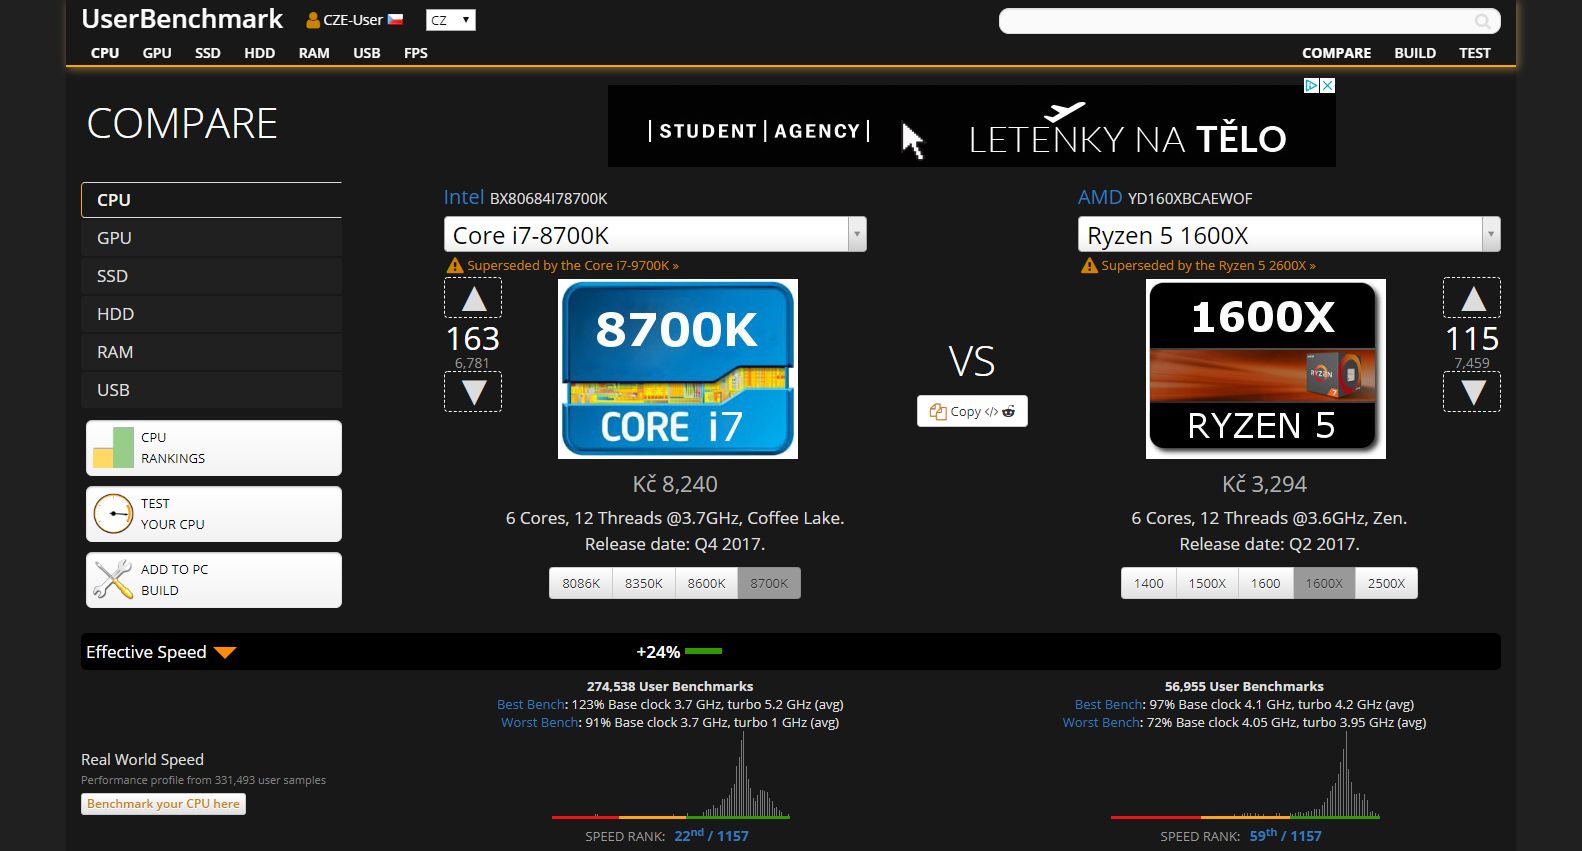 UserBenchmark CZE-User CZ
CPU GPU SSD HDD RAM USB FPS COMPARE BUILD TEST
COMPARE
STUDENT AGENCY LETENKY NA TĚLO
CPU
GPU
SSD
HDD
RAM
USB
CPU
RANKINGS
TEST
YOUR CPU
ADD TO PC
BUILD
Intel BX80684I78700K
Core i7-8700K
Superseded by the Core i7-9700K »
163
6,781
8700K
CORE i7
Kč 8,240
6 Cores, 12 Threads @3.7GHz, Coffee Lake.
Release date: Q4 2017.
8086K 8350K 8600K 8700K
VS
Copy </>
AMD YD160XBCAEWOF
Ryzen 5 1600X
Superseded by the Ryzen 5 2600X »
115
7,459
1600X
RYZEN
RYZEN 5
Kč 3,294
6 Cores, 12 Threads @3.6GHz, Zen.
Release date: Q2 2017.
1400 1500X 1600 1600X 2500X
Effective Speed +24%
Real World Speed
Performance profile from 331,493 user samples
Benchmark your CPU here
274,538 User Benchmarks
Best Bench: 123% Base clock 3.7 GHz, turbo 5.2 GHz (avg)
Worst Bench: 91% Base clock 3.7 GHz, turbo 1 GHz (avg)
SPEED RANK: 22nd / 1157
56,955 User Benchmarks
Best Bench: 97% Base clock 4.1 GHz, turbo 4.2 GHz (avg)
Worst Bench: 72% Base clock 4.05 GHz, turbo 3.95 GHz (avg)
SPEED RANK: 59th / 1157